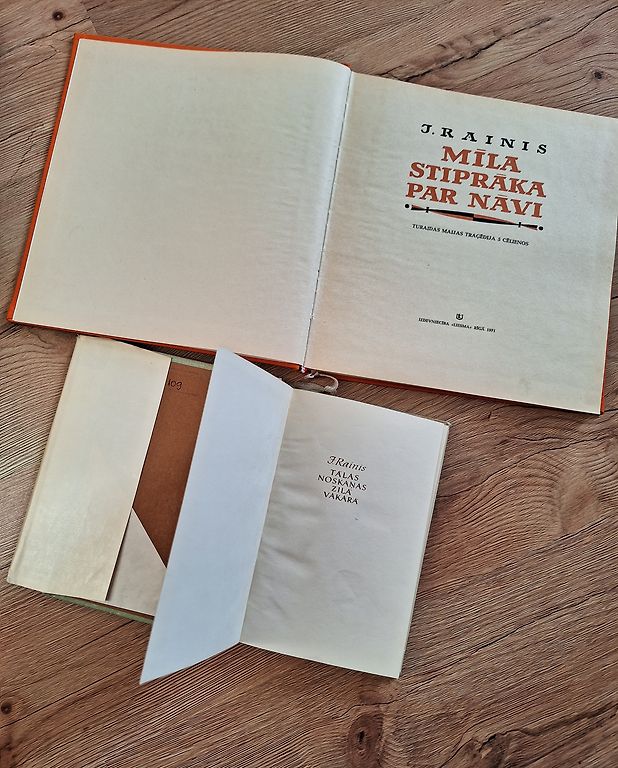 J. RAINIS
MĪLA
STIPRĀKA
PAR NĀVI
TURAIDAS MAIJAS TRAĢĒDIJA 5 CĒLIENOS
IZDEVNIECĪBA «LIESMA» RĪGĀ 1971
J Rainis
TĀLAS
NOSKAŅAS
ZILĀ
VAKARĀ